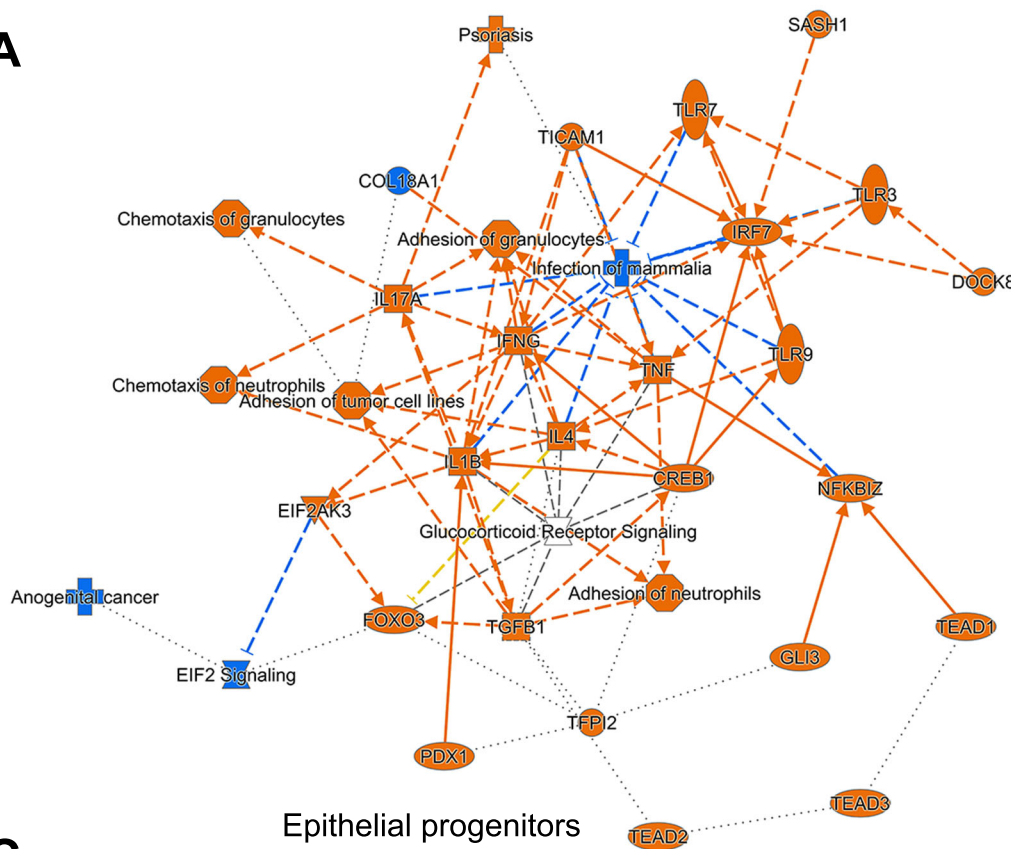 A
Psoriasis
SASH1
TLR7
TICAM1
COL18A1
TLR3
Chemotaxis of granulocytes
IRF7
Adhesion of granulocytes
Infection of mammalia
DOCK8
IL17A
IFNG
TLR9
TNF
Chemotaxis of neutrophils
Adhesion of tumor cell lines
IL4
IL1B
CREB1
NFKBIZ
EIF2AK3
Glucocorticoid Receptor Signaling
Anogenital cancer
Adhesion of neutrophils
FOXO3
TGFB1
TEAD1
GLI3
EIF2 Signaling
TFPI2
PDX1
TEAD3
Epithelial progenitors
TEAD2